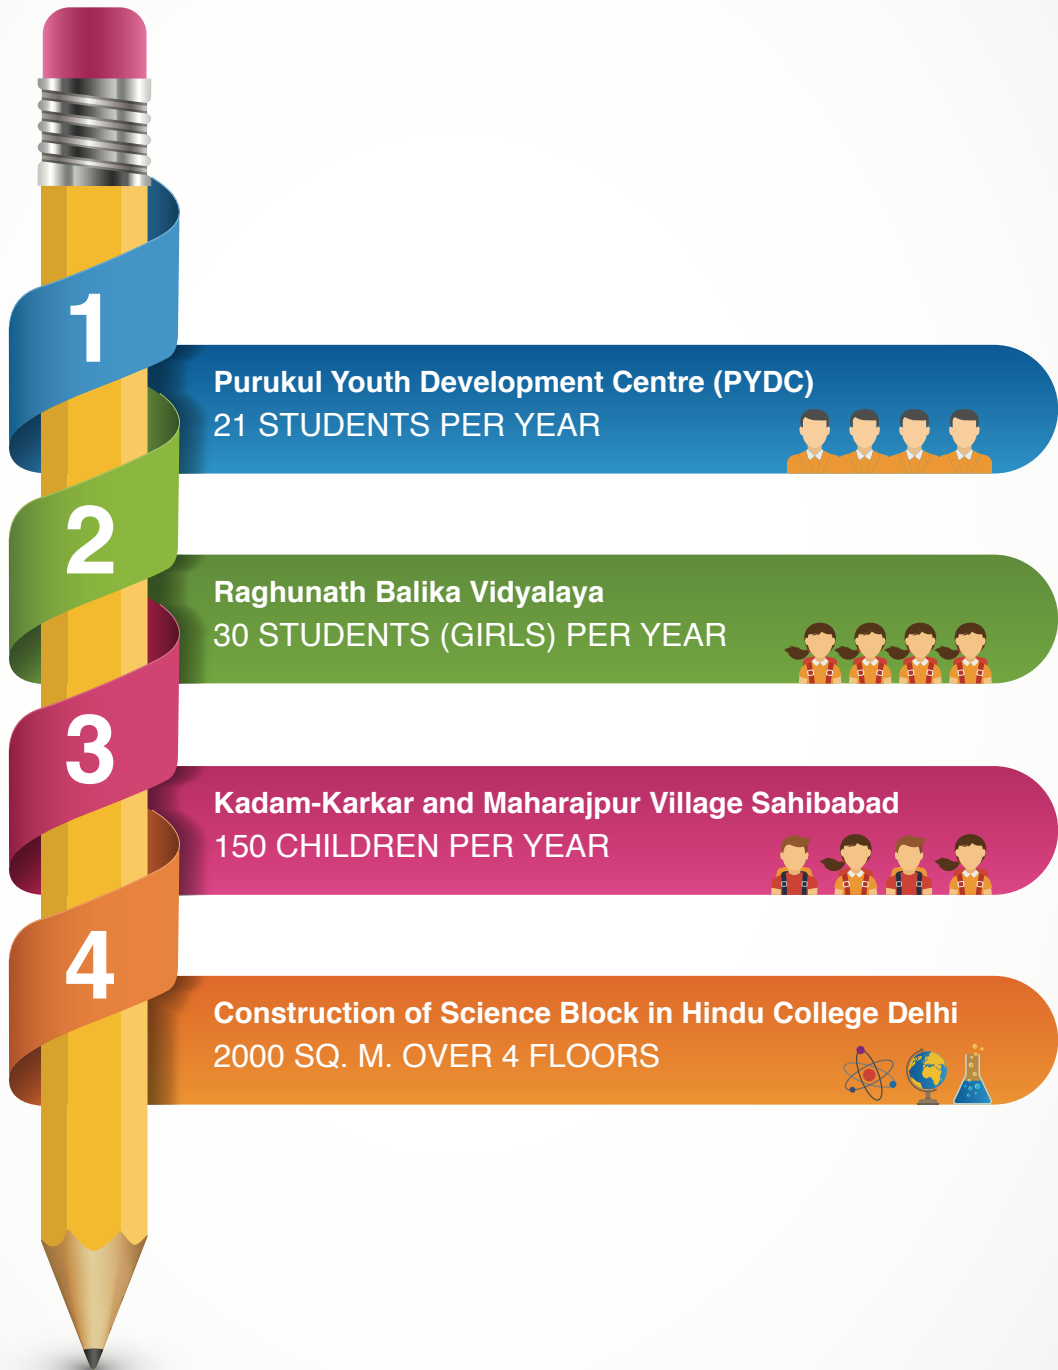 1
Purukul Youth Development Centre (PYDC)
21 STUDENTS PER YEAR
2
Raghunath Balika Vidyalaya
30 STUDENTS (GIRLS) PER YEAR
3
Kadam-Karkar and Maharajpur Village Sahibabad
150 CHILDREN PER YEAR
4
Construction of Science Block in Hindu College Delhi
2000 SQ. M. OVER 4 FLOORS